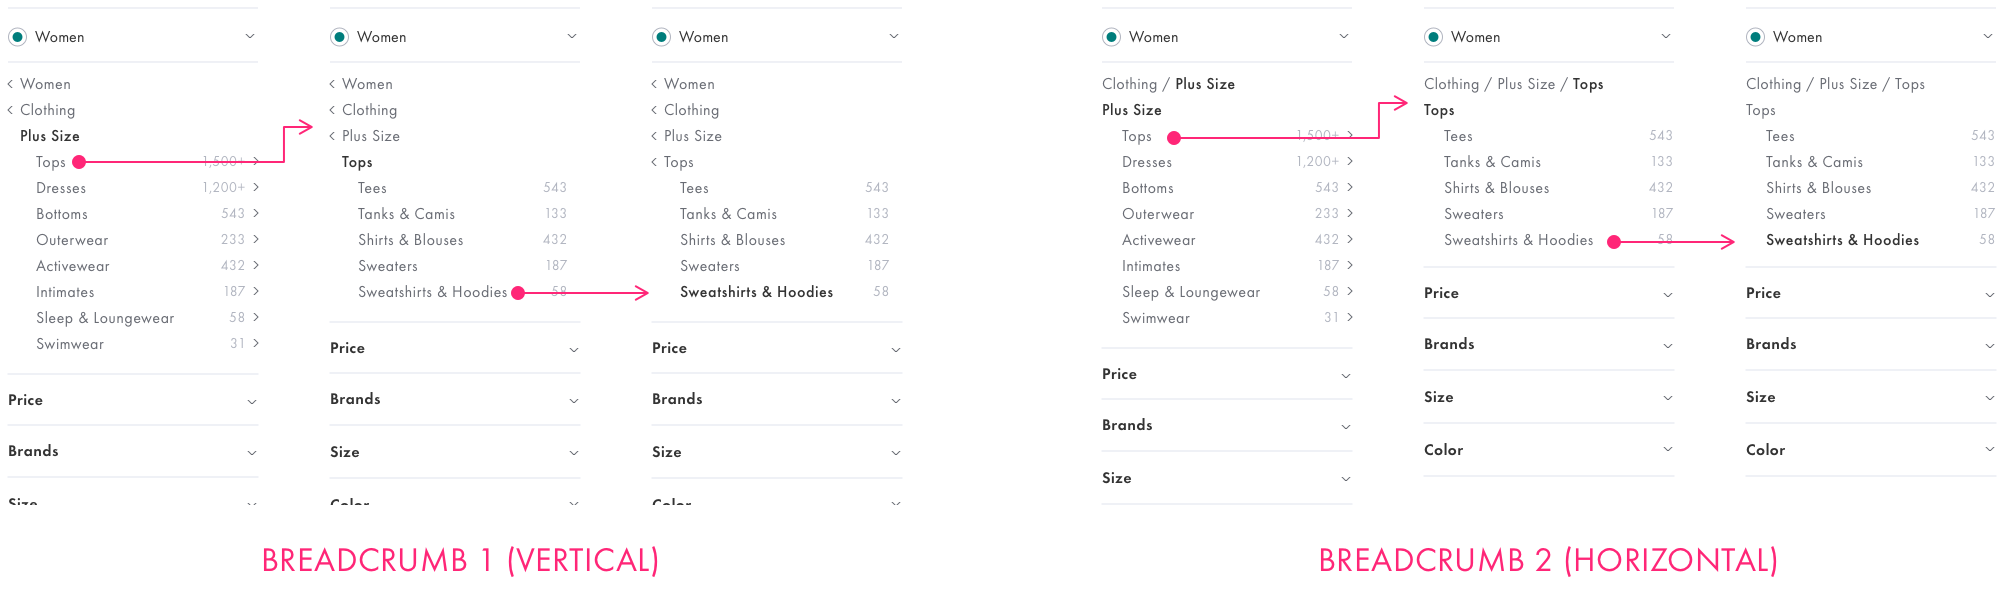 Women
< Women
< Clothing
Plus Size
Tops 1,500+ >
Dresses 1,200+ >
Bottoms 543 >
Outerwear 233 >
Activewear 432 >
Intimates 187 >
Sleep & Loungewear 58 >
Swimwear 31 >
Price
Brands
Size
Women
< Women
< Clothing
< Plus Size
Tops
Tees 543
Tanks & Camis 133
Shirts & Blouses 432
Sweaters 187
Sweatshirts & Hoodies 58
Price
Brands
Size
Color
Women
< Women
< Clothing
< Plus Size
< Tops
Tees 543
Tanks & Camis 133
Shirts & Blouses 432
Sweaters 187
Sweatshirts & Hoodies 58
Price
Brands
Size
Color
BREADCRUMB 1 (VERTICAL)
Women
Clothing / Plus Size
Plus Size
Tops 1,500+ >
Dresses 1,200+ >
Bottoms 543 >
Outerwear 233 >
Activewear 432 >
Intimates 187 >
Sleep & Loungewear 58 >
Swimwear 31 >
Price
Brands
Size
Women
Clothing / Plus Size / Tops
Tops
Tees 543
Tanks & Camis 133
Shirts & Blouses 432
Sweaters 187
Sweatshirts & Hoodies 58
Price
Brands
Size
Color
Women
Clothing / Plus Size / Tops
Tops
Tees 543
Tanks & Camis 133
Shirts & Blouses 432
Sweaters 187
Sweatshirts & Hoodies 58
Price
Brands
Size
Color
BREADCRUMB 2 (HORIZONTAL)